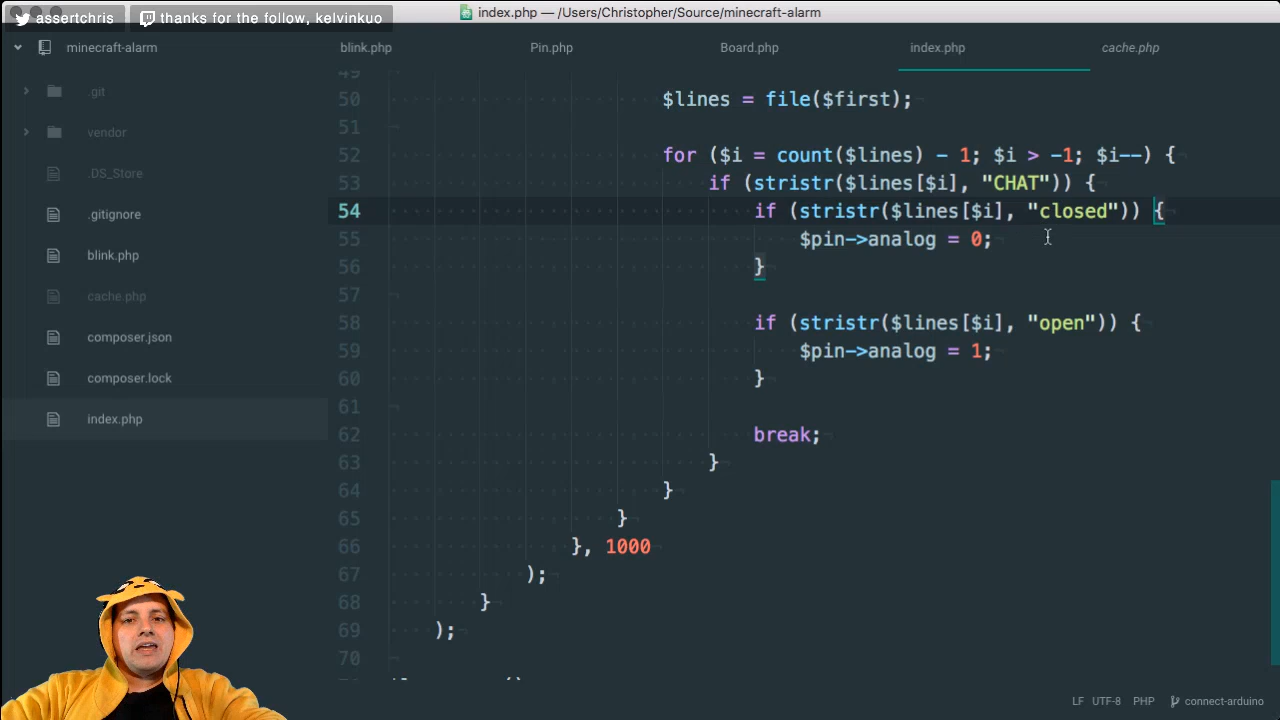 assertchris
thanks for the follow, kelvinkuo
index.php — /Users/Christopher/Source/minecraft-alarm
minecraft-alarm
blink.php
Pin.php
Board.php
index.php
cache.php
.git
vendor
.DS_Store
.gitignore
blink.php
cache.php
composer.json
composer.lock
index.php
49
50 $lines = file($first);
51
52 for ($i = count($lines) - 1; $i > -1; $i--) {
53 if (stristr($lines[$i], "CHAT")) {
54 if (stristr($lines[$i], "closed")) {
55 $pin->analog = 0;
56 }
57
58 if (stristr($lines[$i], "open")) {
59 $pin->analog = 1;
60 }
61
62 break;
63 }
64 }
65 }
66 }, 1000
67 );
68 }
69 );
70
LF UTF-8 PHP connect-arduino